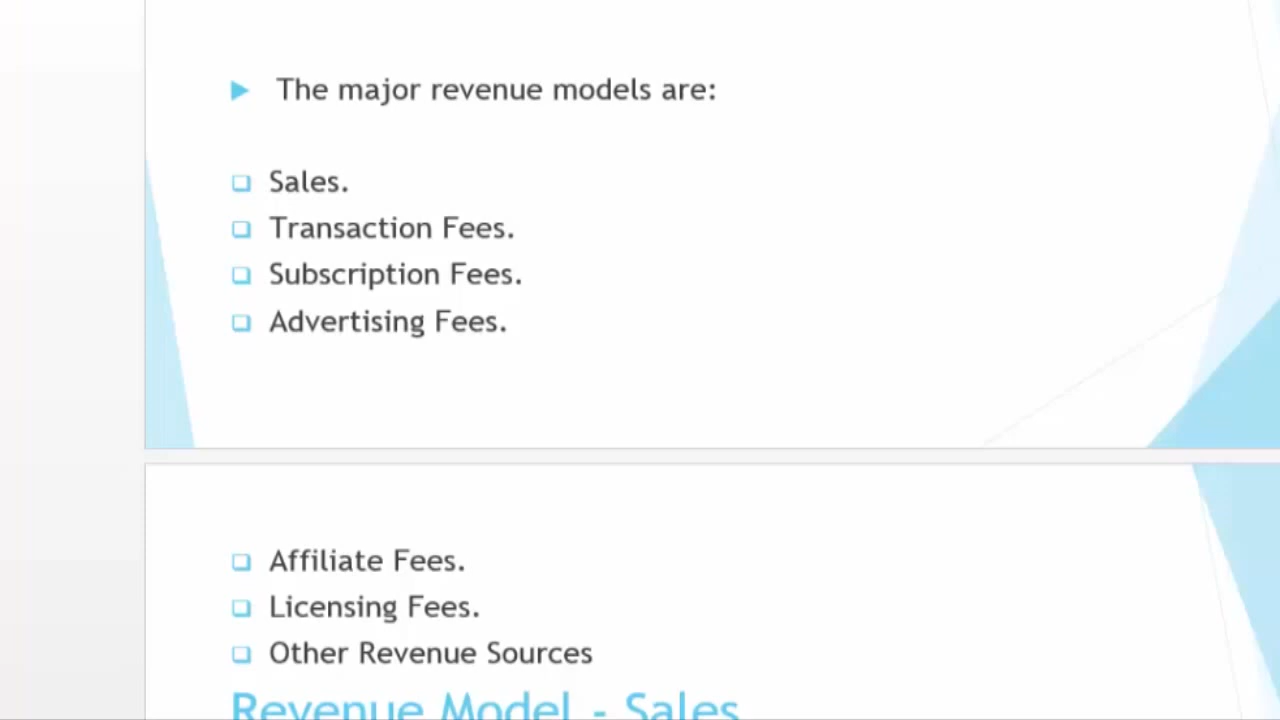 The major revenue models are:
Sales.
Transaction Fees.
Subscription Fees.
Advertising Fees.
Affiliate Fees.
Licensing Fees.
Other Revenue Sources
Revenue Model - Sales